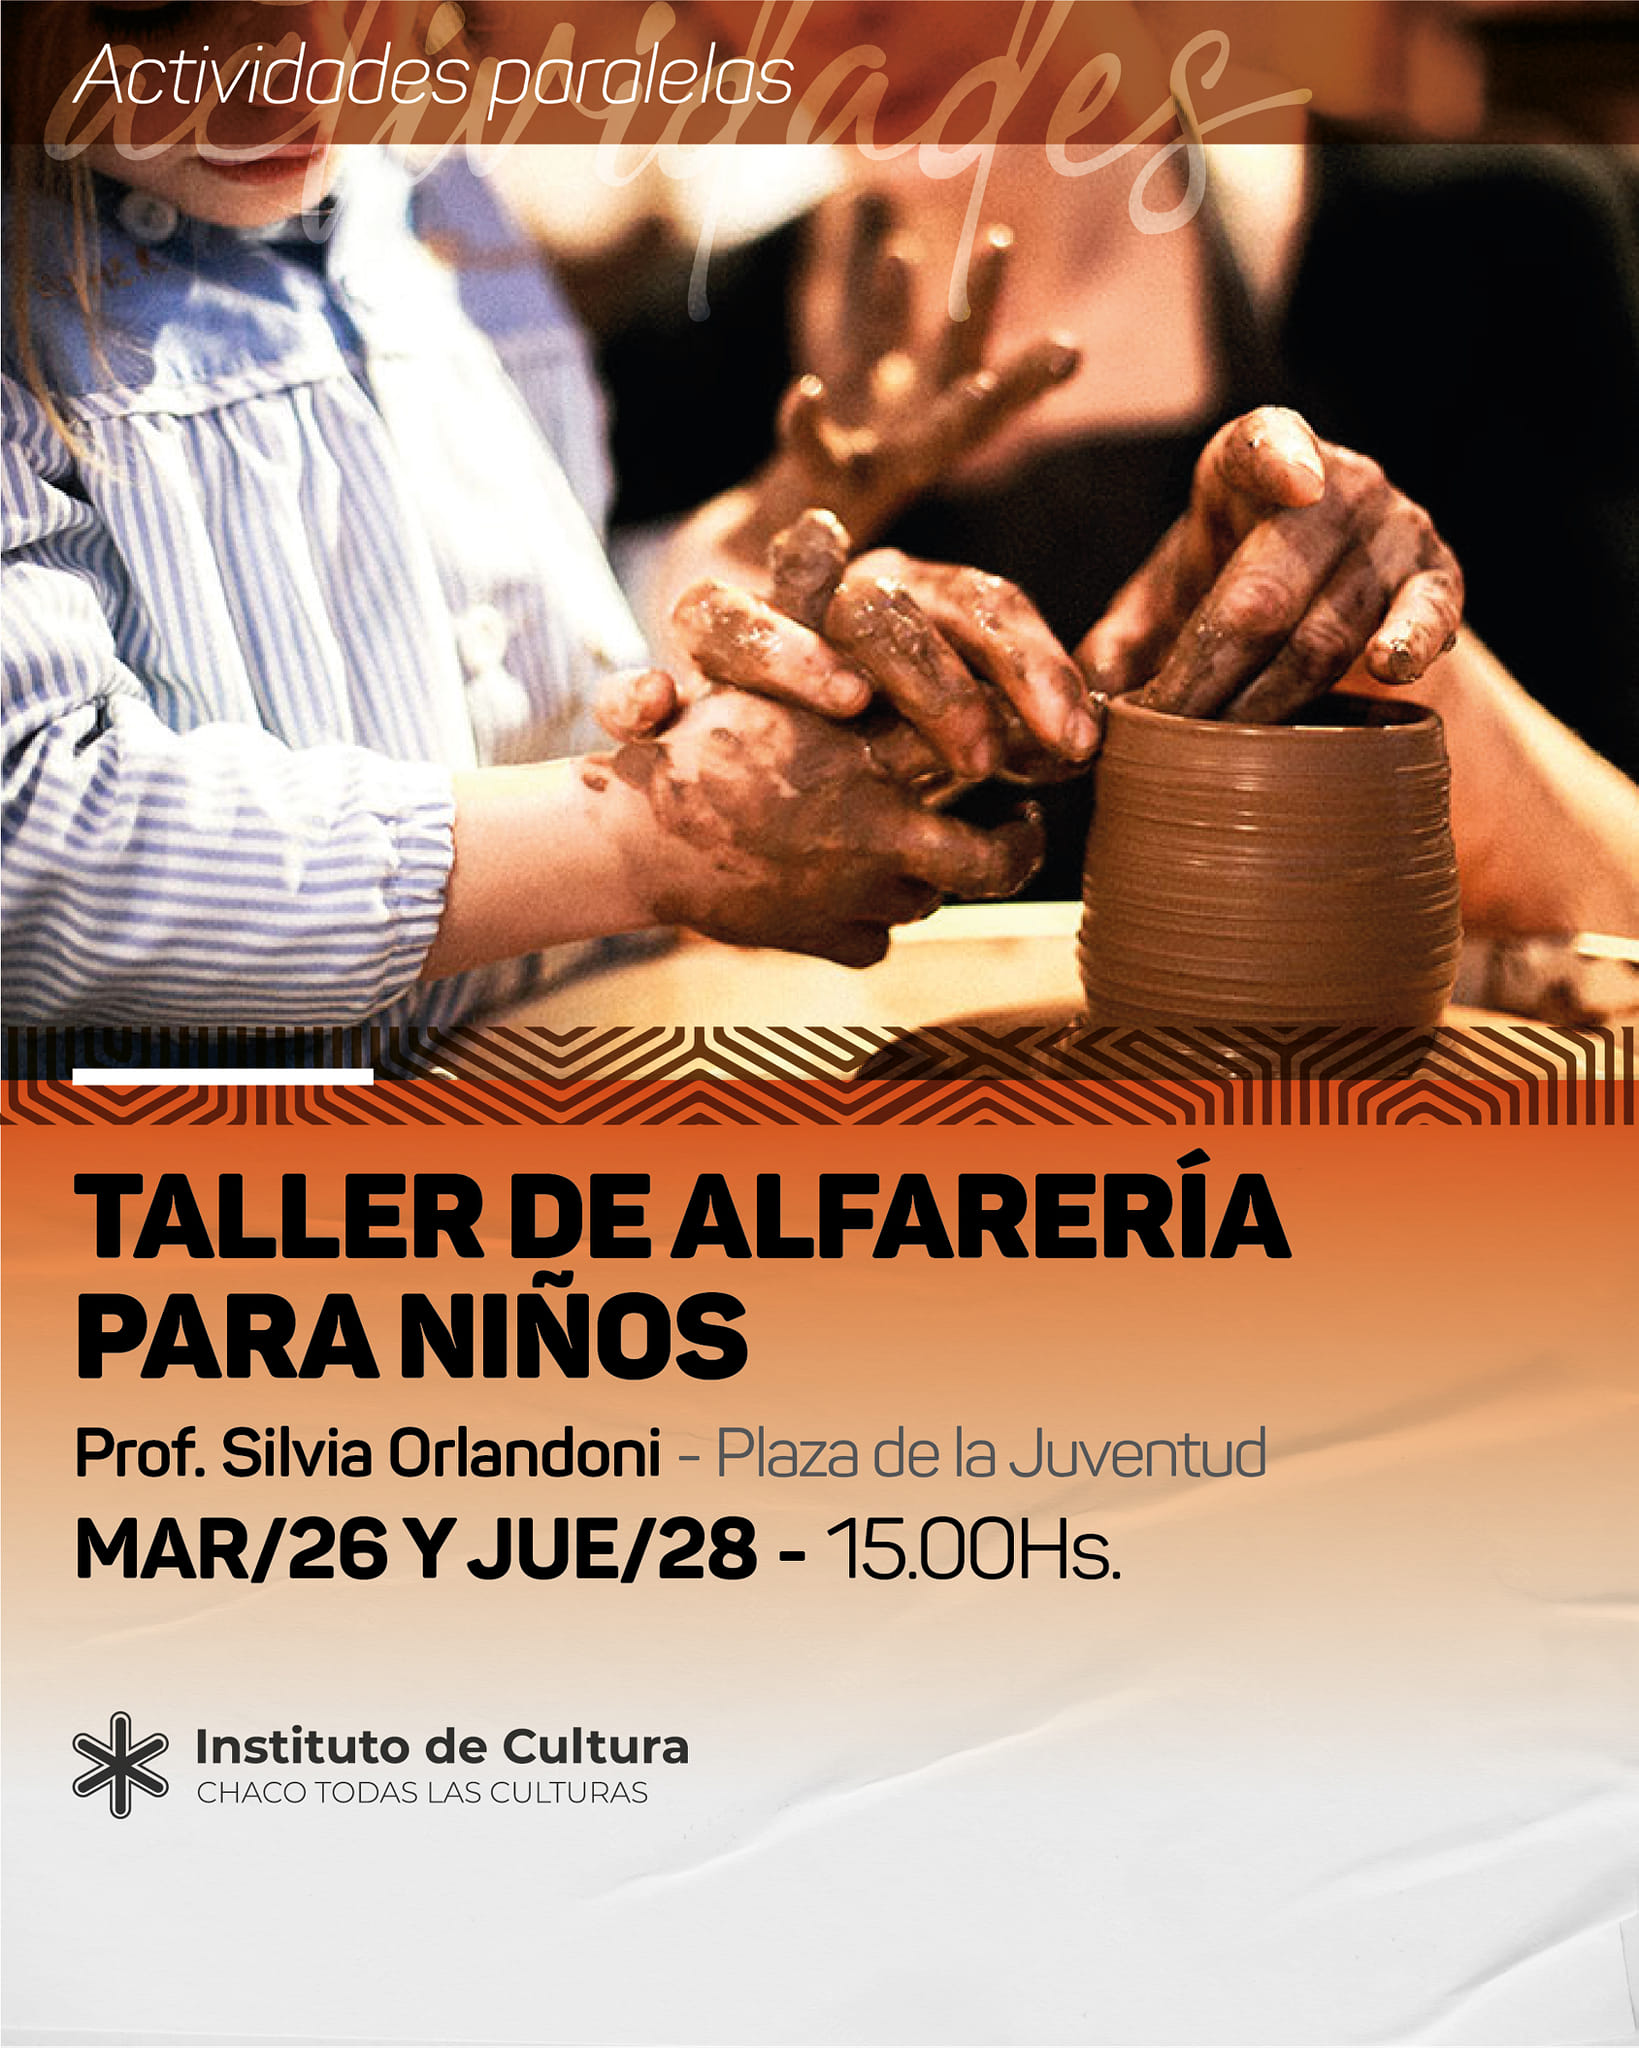 actividades
Actividades paralelas
TALLER DE ALFARERÍA
PARA NIÑOS
Prof. Silvia Orlandoni - Plaza de la Juventud
MAR/26 Y JUE/28 - 15.00Hs.
Instituto de Cultura
CHACO TODAS LAS CULTURAS